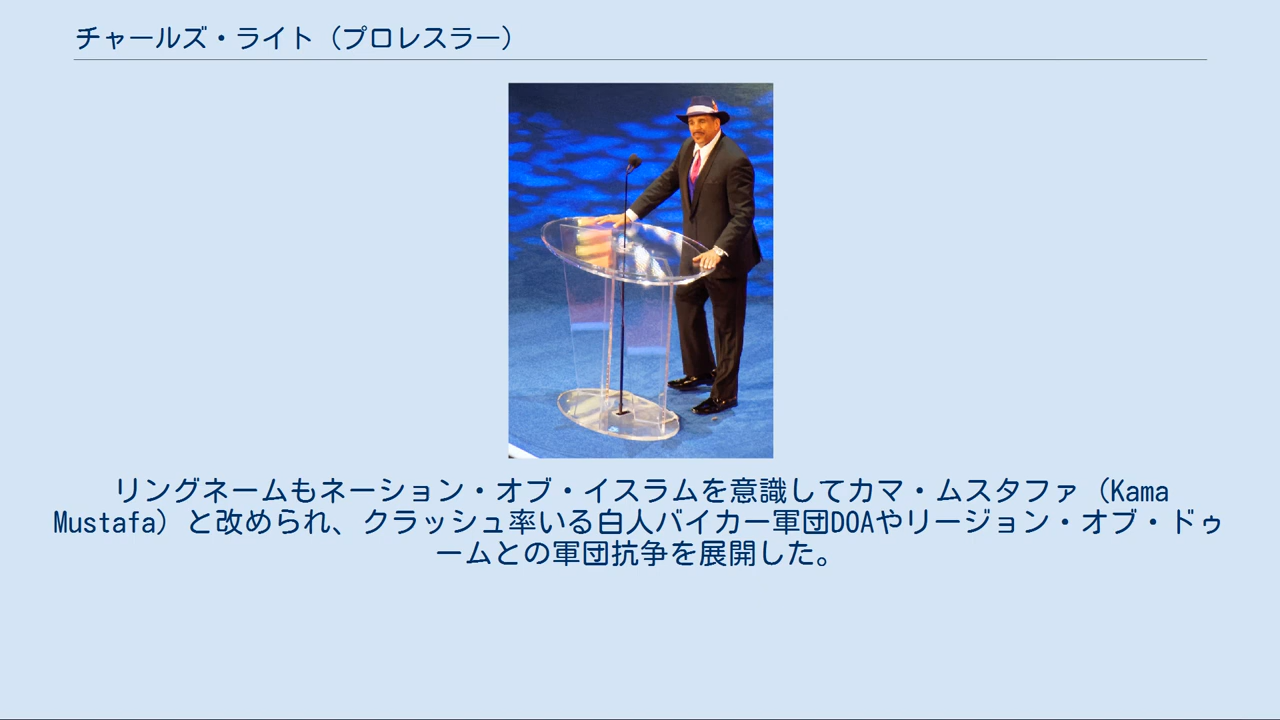 チャールズ・ライト（プロレスラー）
リングネームもネーション・オブ・イスラムを意識してカマ・ムスタファ（Kama
Mustafa）と改められ、クラッシュ率いる白人バイカー軍団DOAやリージョン・オブ・ドゥ
ームとの軍団抗争を展開した。